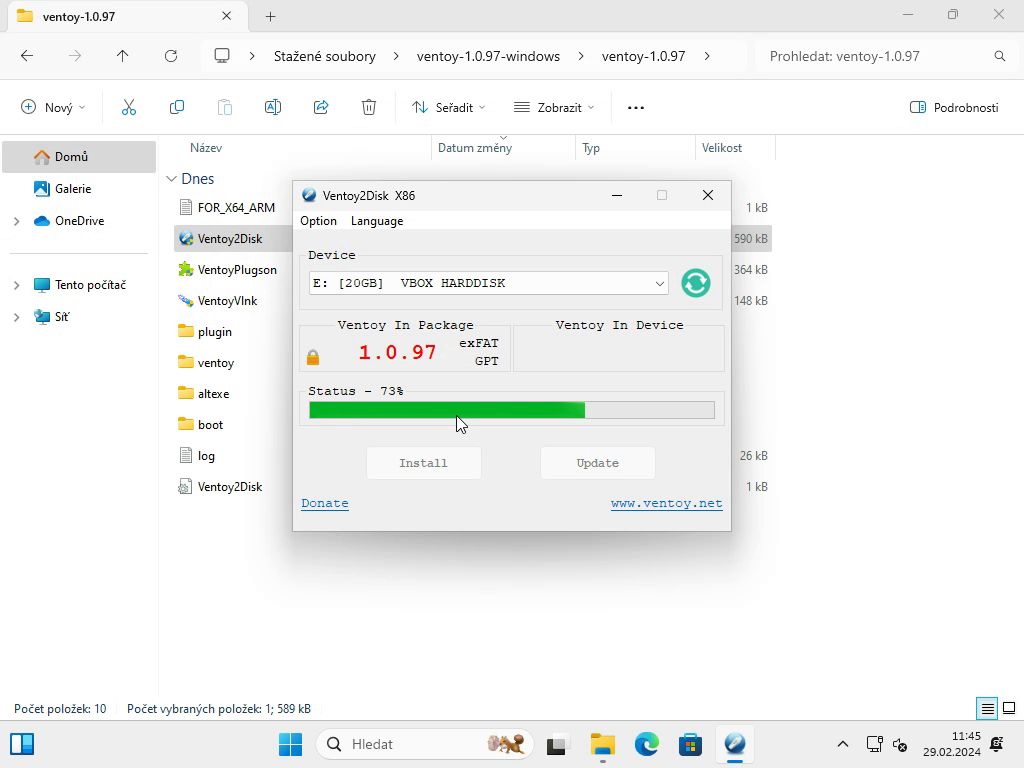 ventoy-1.0.97
Stažené soubory
ventoy-1.0.97-windows
ventoy-1.0.97
Prohledat: ventoy-1.0.97
Nový
Seřadit
Zobrazit
Podrobnosti
Domů
Galerie
OneDrive
Tento počítač
Síť
Název
Datum změny
Typ
Velikost
Dnes
FOR_X64_ARM
1 kB
Ventoy2Disk
590 kB
VentoyPlugson
364 kB
VentoyVlnk
148 kB
plugin
ventoy
altexe
boot
log
26 kB
Ventoy2Disk
1 kB
Ventoy2Disk X86
Option Language
Device
E: [20GB] VBOX HARDDISK
Ventoy In Package
1.0.97
exFAT
GPT
Ventoy In Device
Status - 73%
Install
Update
Donate
www.ventoy.net
Počet položek: 10
Počet vybraných položek: 1; 589 kB
Hledat
11:45
29.02.2024